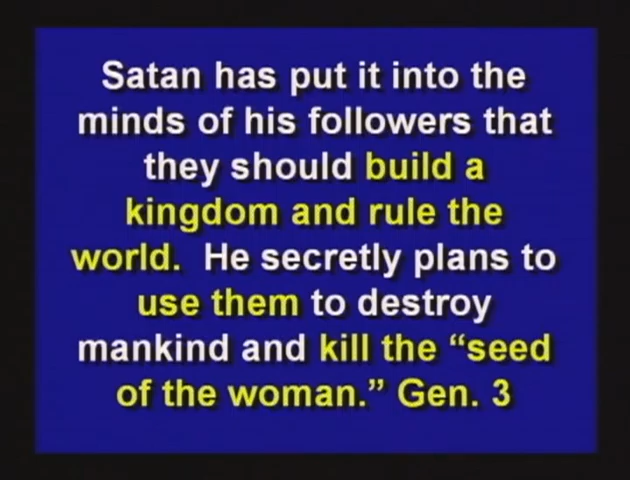 Satan has put it into the
minds of his followers that
they should build a
kingdom and rule the
world. He secretly plans to
use them to destroy
mankind and kill the “seed
of the woman.” Gen. 3